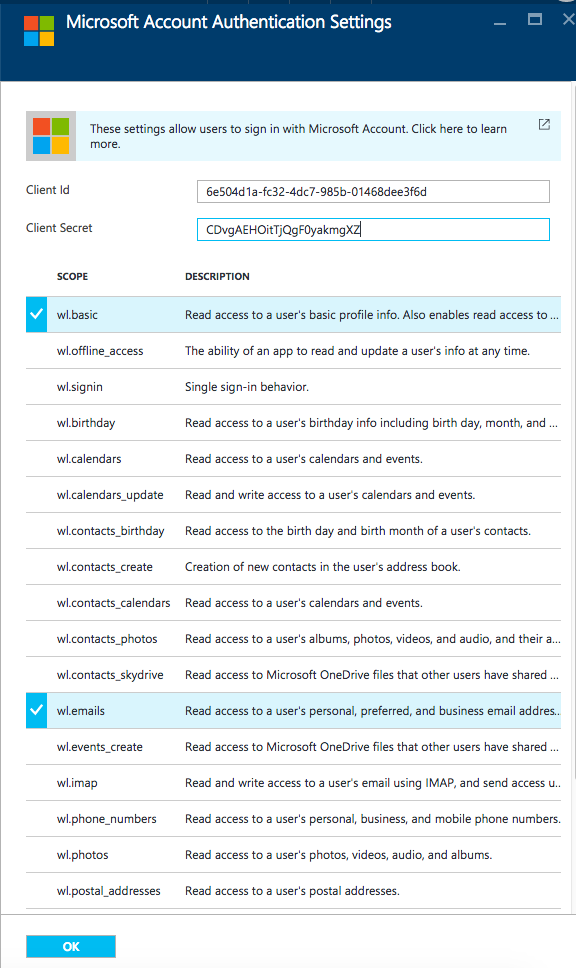 Microsoft Account Authentication Settings
These settings allow users to sign in with Microsoft Account. Click here to learn
more.
Client Id 6e504d1a-fc32-4dc7-985b-01468dee3f6d
Client Secret CDvgAEHOitTjQgF0yakmgXZ
SCOPE DESCRIPTION
wl.basic Read access to a user's basic profile info. Also enables read access to ...
wl.offline_access The ability of an app to read and update a user's info at any time.
wl.signin Single sign-in behavior.
wl.birthday Read access to a user's birthday info including birth day, month, and ...
wl.calendars Read access to a user's calendars and events.
wl.calendars_update Read and write access to a user's calendars and events.
wl.contacts_birthday Read access to the birth day and birth month of a user's contacts.
wl.contacts_create Creation of new contacts in the user's address book.
wl.contacts_calendars Read access to a user's calendars and events.
wl.contacts_photos Read access to a user's albums, photos, videos, and audio, and their a...
wl.contacts_skydrive Read access to Microsoft OneDrive files that other users have shared ...
wl.emails Read access to a user's personal, preferred, and business email addres...
wl.events_create Read access to Microsoft OneDrive files that other users have shared ...
wl.imap Read and write access to a user's email using IMAP, and send access u...
wl.phone_numbers Read access to a user's personal, business, and mobile phone numbers.
wl.photos Read access to a user's photos, videos, audio, and albums.
wl.postal_addresses Read access to a user's postal addresses.
OK